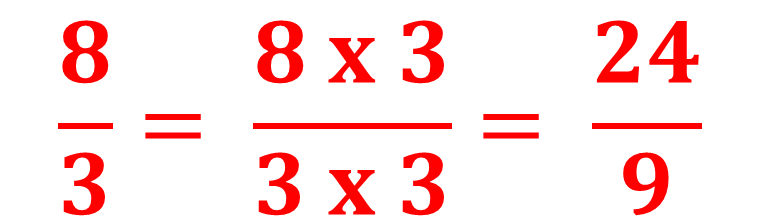 8/3 = 8 x 3/3 x 3 = 24/9